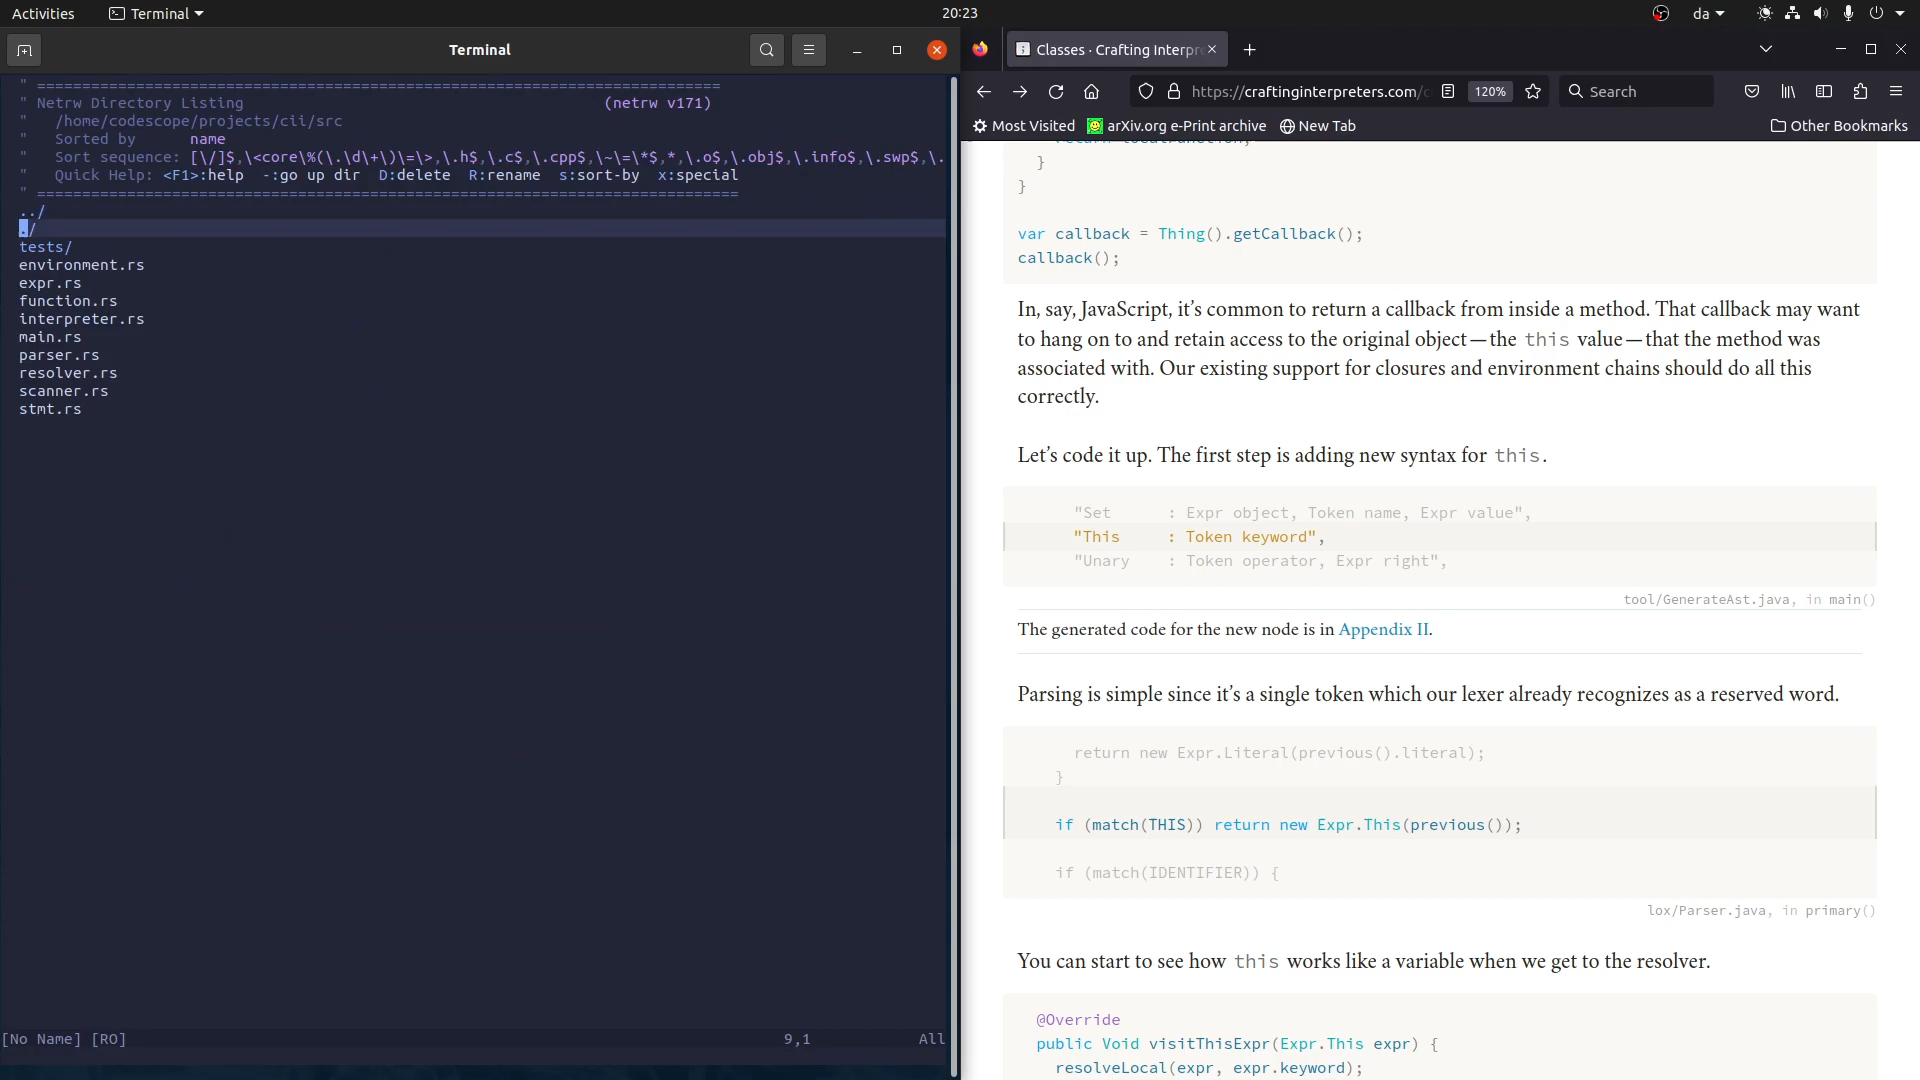 Activities
Terminal
20:23
da
Terminal
" ============================================================================
" Netrw Directory Listing                                        (netrw v171)
"   /home/codescope/projects/cii/src
"   Sorted by      name
"   Sort sequence: [\/]$,\<core\%(\.\d\+\)\=\>,\.h$,\.c$,\.cpp$,\~\=\*$,*,\.o$,\.obj$,\.info$,\.swp$,\.
"   Quick Help: <F1>:help  -:go up dir  D:delete  R:rename  s:sort-by  x:special
" ==============================================================================
../
./
tests/
environment.rs
expr.rs
function.rs
interpreter.rs
main.rs
parser.rs
resolver.rs
scanner.rs
stmt.rs
[No Name] [RO]
9,1
All
Classes · Crafting Interpr
https://craftinginterpreters.com/c
120%
Search
Most Visited
arXiv.org e-Print archive
New Tab
Other Bookmarks
}
}
var callback = Thing().getCallback();
callback();
In, say, JavaScript, it's common to return a callback from inside a method. That callback may want
to hang on to and retain access to the original object—the this value—that the method was
associated with. Our existing support for closures and environment chains should do all this
correctly.
Let's code it up. The first step is adding new syntax for this.
"Set      : Expr object, Token name, Expr value",
"This     : Token keyword",
"Unary    : Token operator, Expr right",
tool/GenerateAst.java, in main()
The generated code for the new node is in Appendix II.
Parsing is simple since it's a single token which our lexer already recognizes as a reserved word.
return new Expr.Literal(previous().literal);
}
if (match(THIS)) return new Expr.This(previous());
if (match(IDENTIFIER)) {
lox/Parser.java, in primary()
You can start to see how this works like a variable when we get to the resolver.
@Override
public Void visitThisExpr(Expr.This expr) {
resolveLocal(expr, expr.keyword);